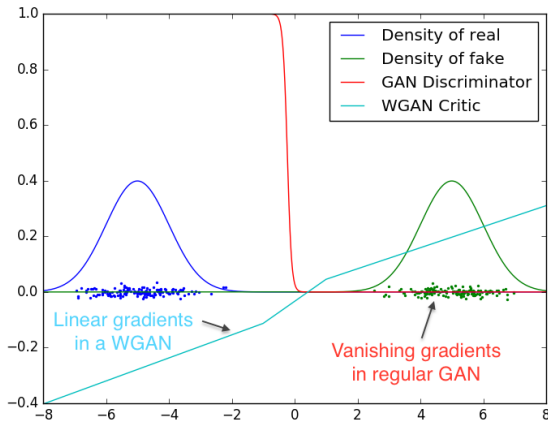 1.0
0.8
0.6
0.4
0.2
0.0
−0.2
−0.4
−8
−6
−4
−2
0
2
4
6
8
Density of real
Density of fake
GAN Discriminator
WGAN Critic
Linear gradients
in a WGAN
Vanishing gradients
in regular GAN